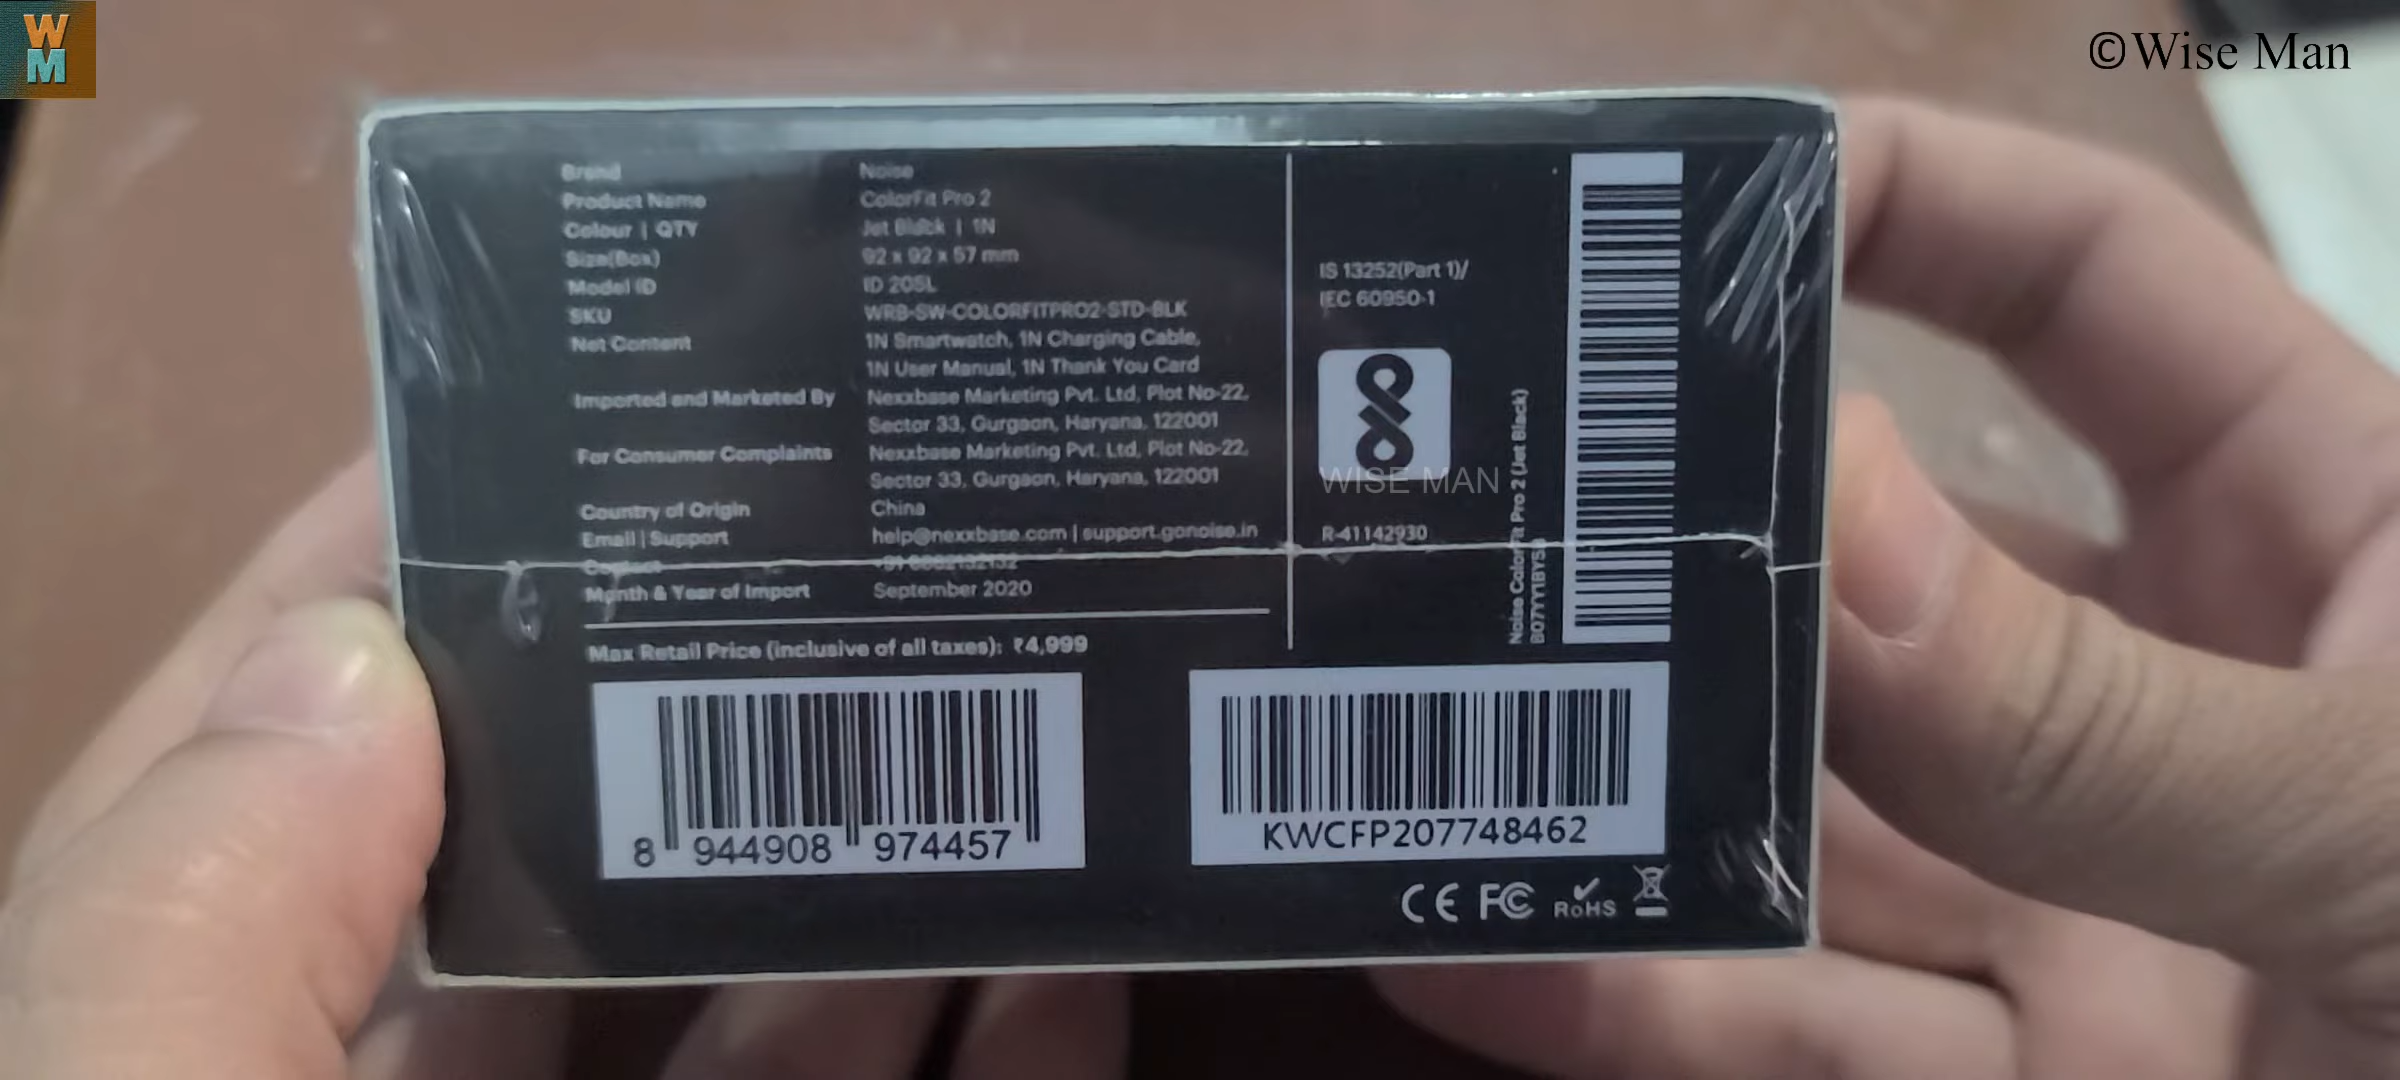 WM
©Wise Man
Brand Noise
Product Name ColorFit Pro 2
Colour | QTY Jet Black | 1N
Size(Box) 92 x 92 x 57 mm
Model ID ID 205L
SKU WRB-SW-COLORFITPRO2-STD-BLK
Net Content 1N Smartwatch, 1N Charging Cable,
1N User Manual, 1N Thank You Card
Imported and Marketed By Nexxbase Marketing Pvt. Ltd, Plot No-22,
Sector 33, Gurgaon, Haryana, 122001
For Consumer Complaints Nexxbase Marketing Pvt. Ltd, Plot No-22,
Sector 33, Gurgaon, Haryana, 122001
Country of Origin China
Email | Support help@nexxbase.com | support.gonoise.in
Contact
Month & Year of Import September 2020
Max Retail Price (inclusive of all taxes): ₹4,999
8 944908 974457
IS 13252(Part 1)/
IEC 60950-1
WISE MAN
R-41142930
Noise ColorFit Pro 2 (Jet Black)
KWCFP207748462
CE FC RoHS